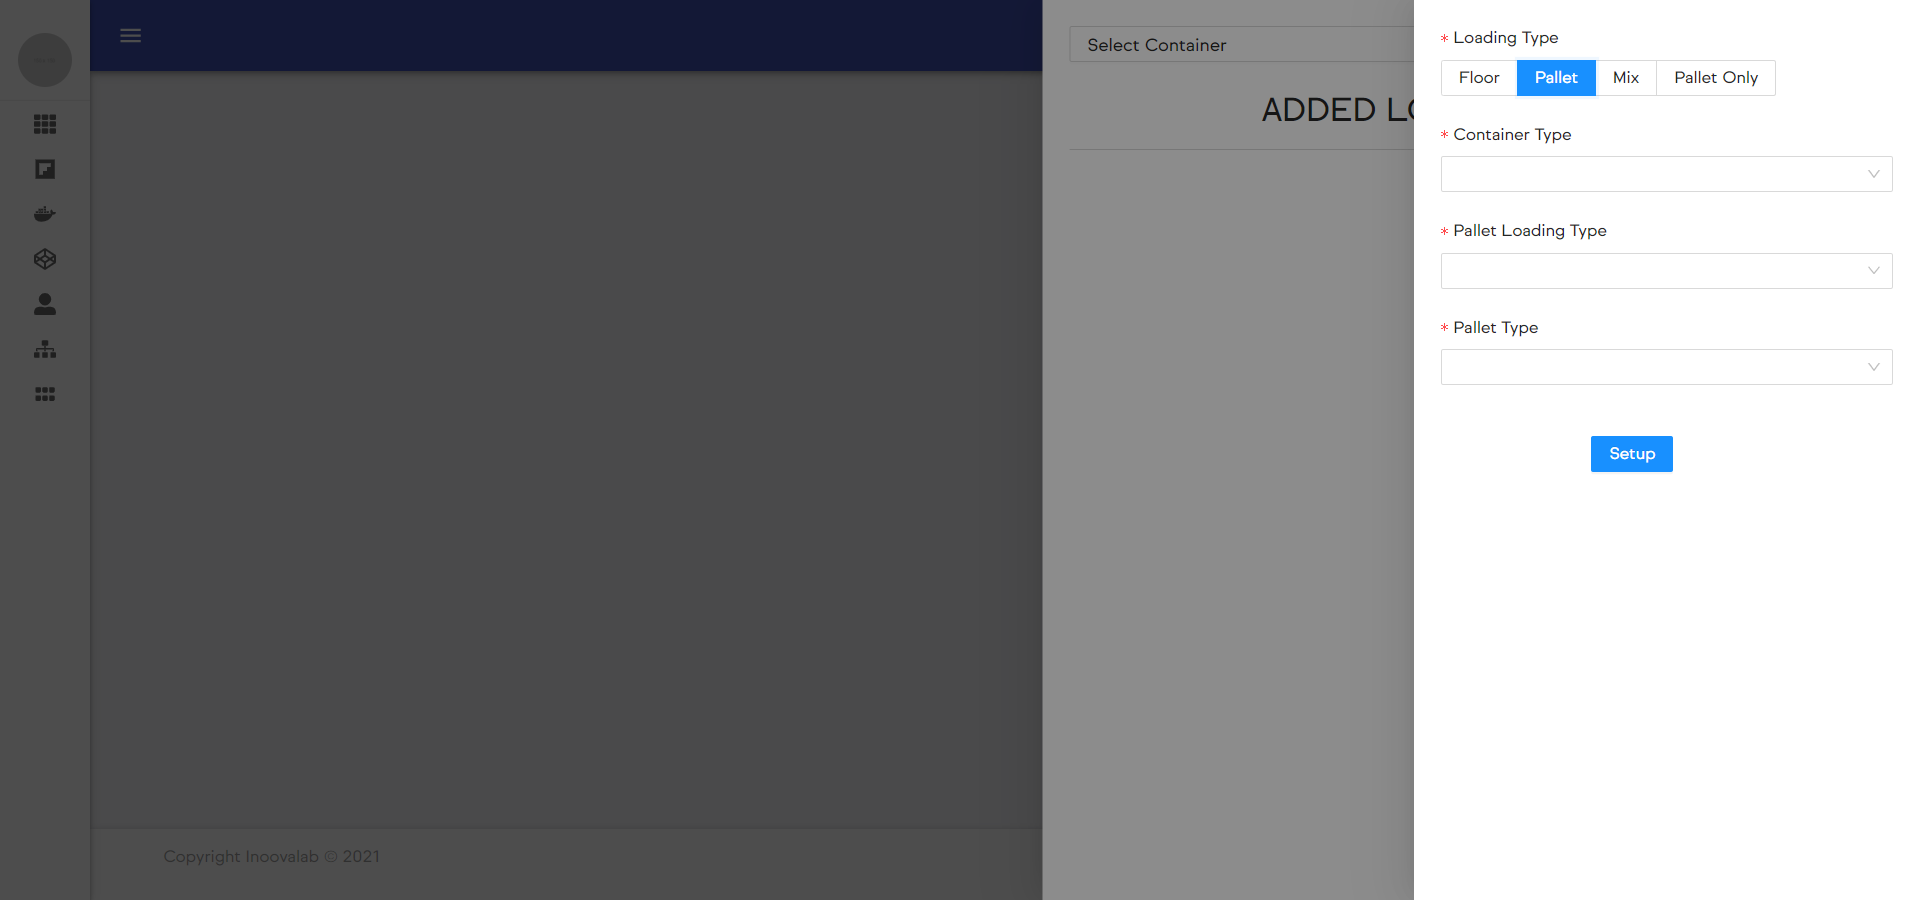 Select Container
ADDED LO
* Loading Type
Floor Pallet Mix Pallet Only
* Container Type
* Pallet Loading Type
* Pallet Type
Setup
Copyright Inoovalab © 2021